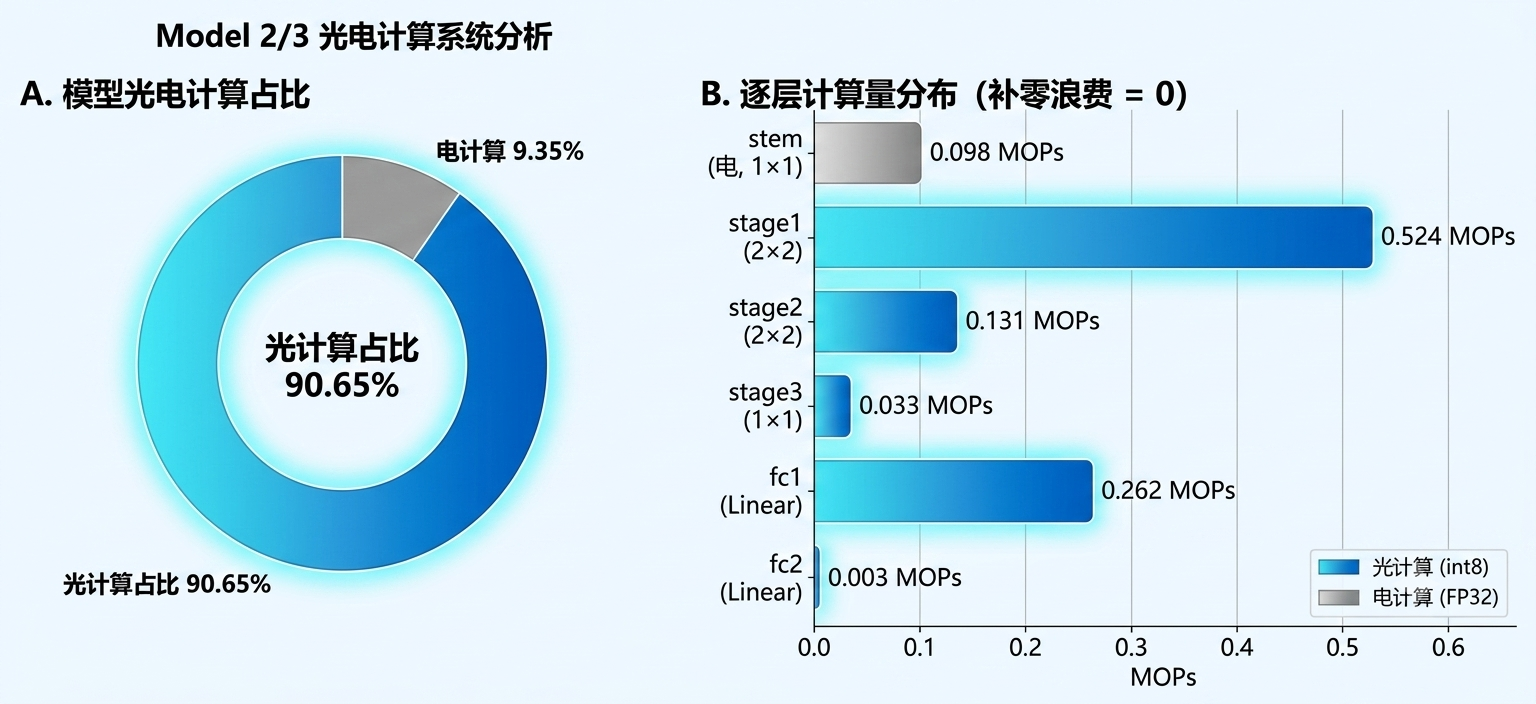 Model 2/3 光电计算系统分析
A. 模型光电计算占比
电计算 9.35%
光计算占比
90.65%
光计算占比 90.65%
B. 逐层计算量分布（补零浪费 = 0）
stem
(电, 1×1)
0.098 MOPs
stage1
(2×2)
0.524 MOPs
stage2
(2×2)
0.131 MOPs
stage3
(1×1)
0.033 MOPs
fc1
(Linear)
0.262 MOPs
fc2
(Linear)
0.003 MOPs
光计算 (int8)
电计算 (FP32)
0.0 0.1 0.2 0.3 0.4 0.5 0.6
MOPs